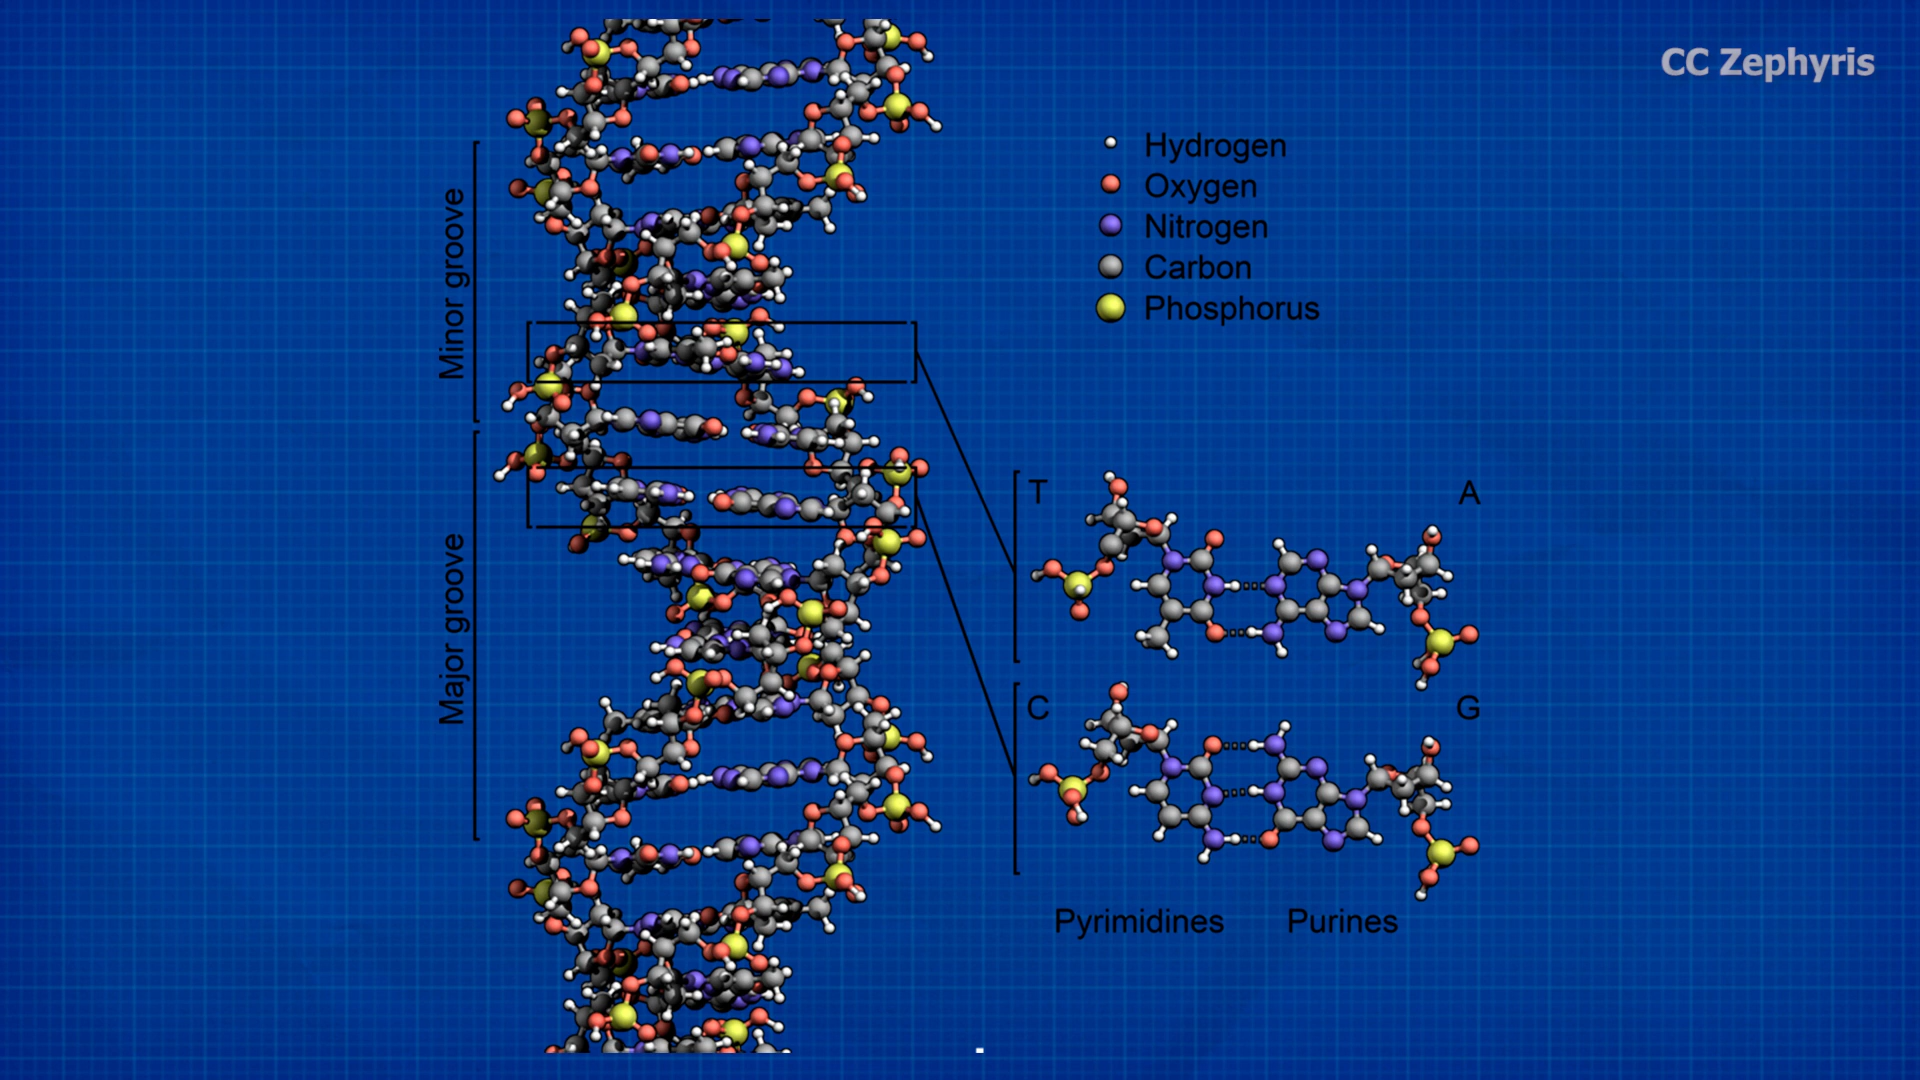 CC Zephyris
Hydrogen
Oxygen
Nitrogen
Carbon
Phosphorus
Minor groove
Major groove
T
A
C
G
Pyrimidines
Purines